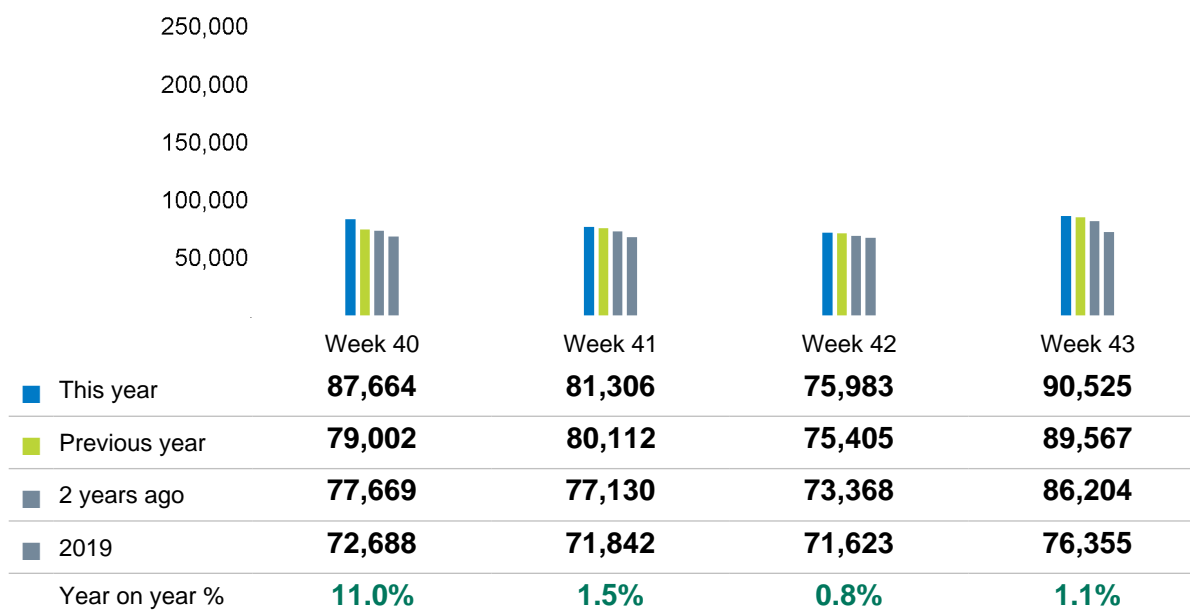 250,000
200,000
150,000
100,000
50,000
Week 40 Week 41 Week 42 Week 43
This year 87,664 81,306 75,983 90,525
Previous year 79,002 80,112 75,405 89,567
2 years ago 77,669 77,130 73,368 86,204
2019 72,688 71,842 71,623 76,355
Year on year % 11.0% 1.5% 0.8% 1.1%